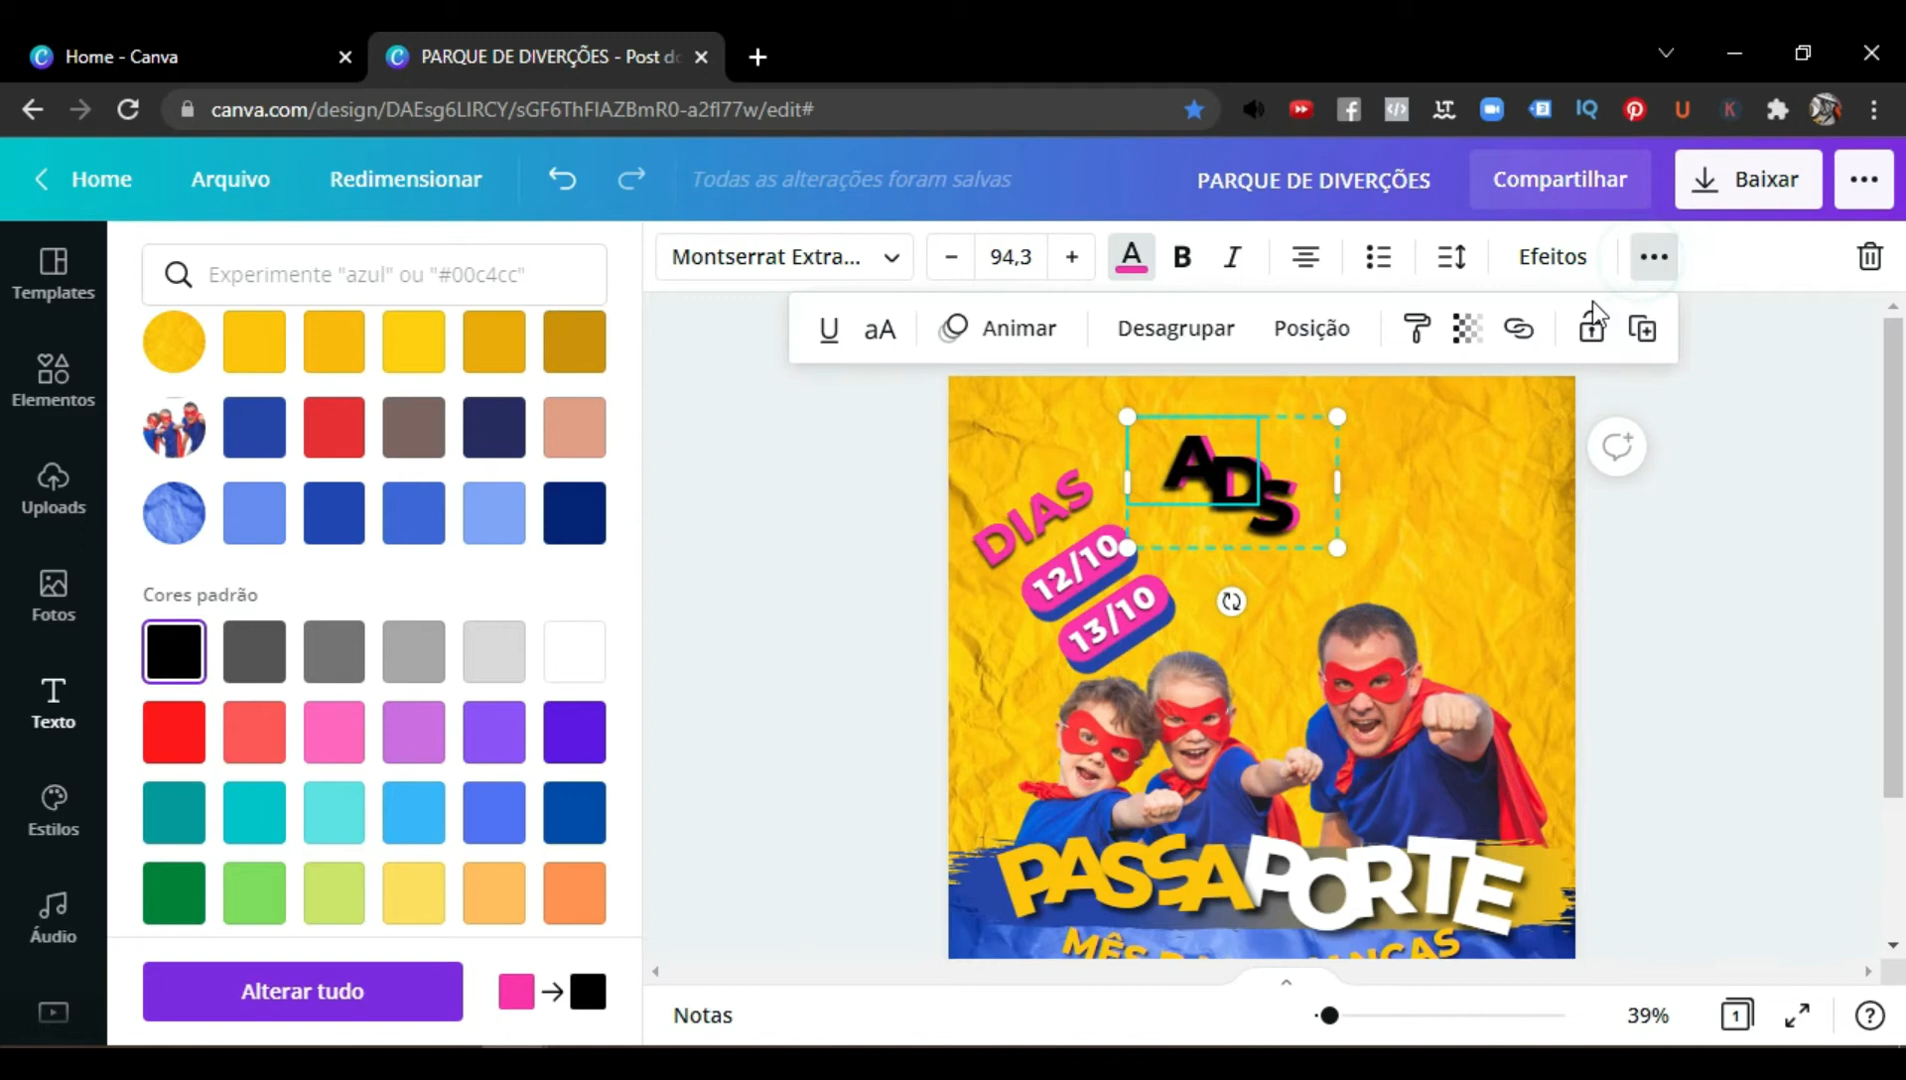 Home - Canva
PARQUE DE DIVERÇÕES - Post do
canva.com/design/DAEsg6LIRCY/sGF6ThFIAZBmR0-a2fl77w/edit#
Home
Arquivo
Redimensionar
Todas as alterações foram salvas
PARQUE DE DIVERÇÕES
Compartilhar
Baixar
Templates
Elementos
Uploads
Fotos
Texto
Estilos
Áudio
Experimente "azul" ou "#00c4cc"
Cores padrão
Alterar tudo
Montserrat Extra...
94,3
A
B
I
Efeitos
U
aA
Animar
Desagrupar
Posição
ADS
DIAS
12/10
13/10
PASSAPORTE
Notas
39%
1